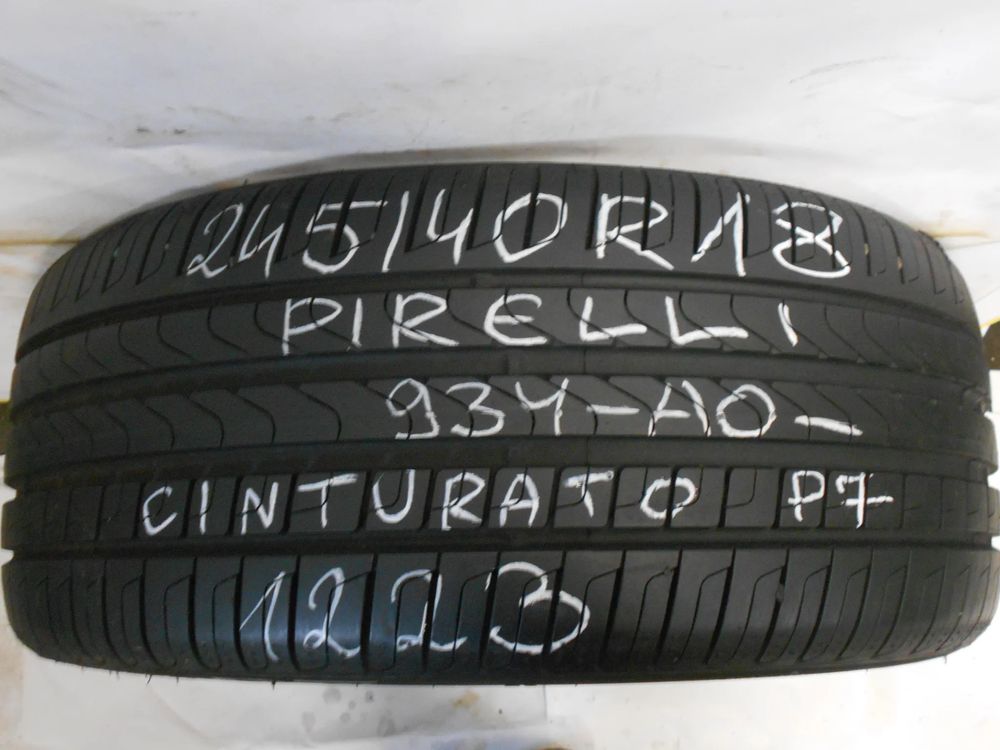 245/40R18
PIRELLI
93Y-AO-
CINTURATO P7
1223